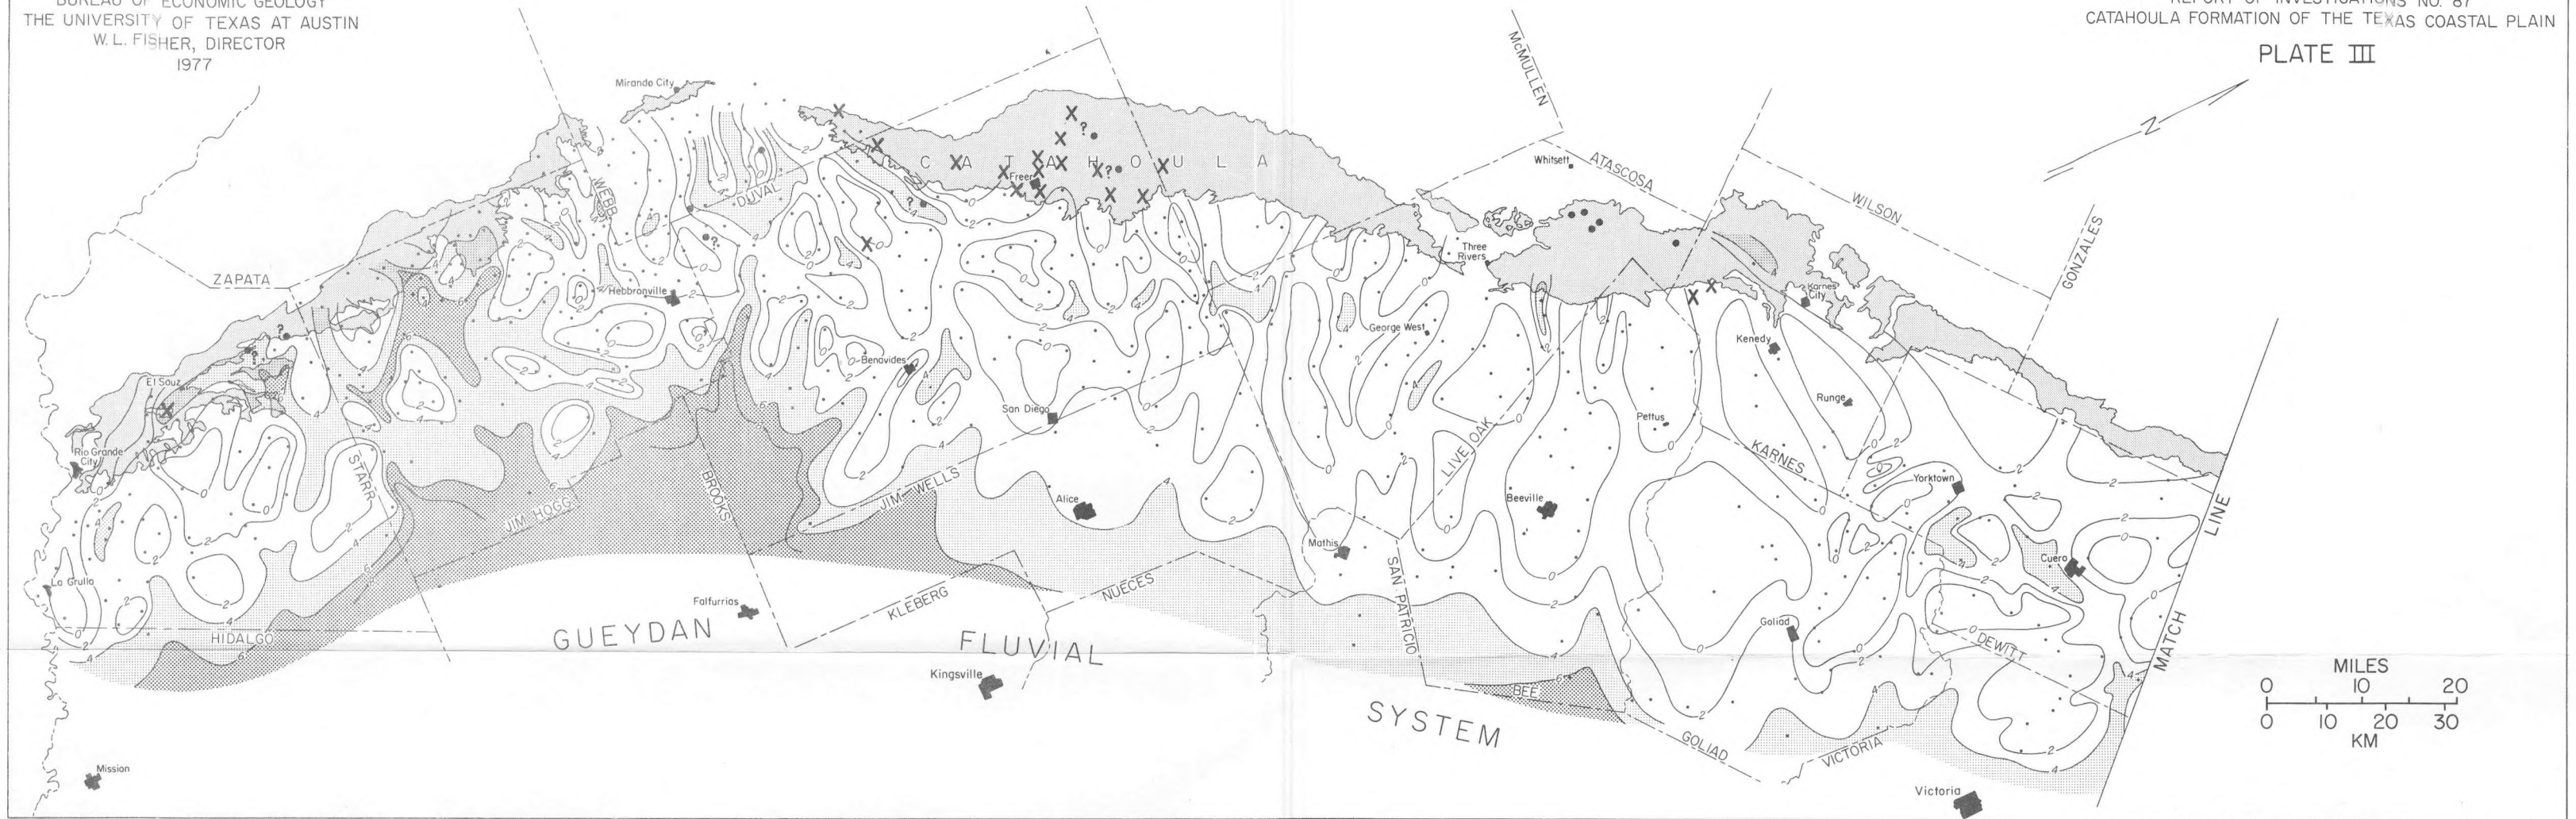 BUREAU OF ECONOMIC GEOLOGY
THE UNIVERSITY OF TEXAS AT AUSTIN
W. L. FISHER, DIRECTOR
1977
REPORT OF INVESTIGATIONS NO. 87
CATAHOULA FORMATION OF THE TEXAS COASTAL PLAIN
PLATE III
N
McMULLEN
Mirando City
Whitsett
ATASCOSA
WILSON
GONZALES
CATAHOULA
Freer
WEBB
DUVAL
Three
Rivers
ZAPATA
Hebbronville
Karnes
City
George West
Kenedy
Benavides
El Sauz
San Diego
Runge
Pettus
Rio Grande
City
STARR
LIVE OAK
KARNES
BROOKS
JIM WELLS
JIM HOGG
Alice
Beeville
Yorktown
Mathis
Cuero
MATCH LINE
La Grulla
Falfurrias
KLEBERG
NUECES
SAN PATRICIO
HIDALGO
GUEYDAN
FLUVIAL
SYSTEM
Goliad
DEWITT
Kingsville
BEE
GOLIAD
VICTORIA
Mission
Victoria
MILES
0 10 20
0 10 20 30
KM